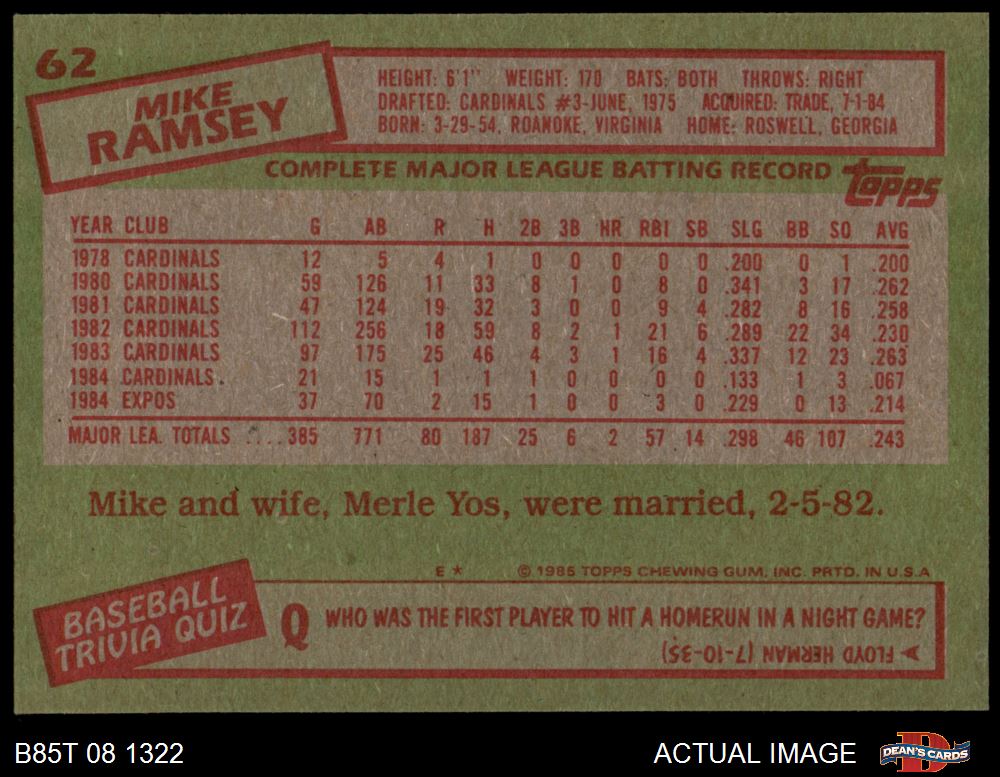 62
MIKE
RAMSEY
HEIGHT: 6'1" WEIGHT: 170 BATS: BOTH THROWS: RIGHT
DRAFTED: CARDINALS #3-JUNE, 1975 ACQUIRED: TRADE, 7-1-84
BORN: 3-29-54, ROANOKE, VIRGINIA HOME: ROSWELL, GEORGIA
COMPLETE MAJOR LEAGUE BATTING RECORD topps
YEAR CLUB G AB R H 2B 3B HR RBI SB SLG BB SO AVG
1978 CARDINALS 12 5 4 1 0 0 0 0 0 .200 0 1 .200
1980 CARDINALS 59 126 11 33 8 1 0 8 0 .341 3 17 .262
1981 CARDINALS 47 124 19 32 3 0 0 9 4 .282 8 16 .258
1982 CARDINALS 112 256 18 59 8 2 1 21 6 .289 22 34 .230
1983 CARDINALS 97 175 25 46 4 3 1 16 4 .337 12 23 .263
1984 CARDINALS 21 15 1 1 1 0 0 0 0 .133 1 3 .067
1984 EXPOS 37 70 2 15 1 0 0 3 0 .229 0 13 .214
MAJOR LEA. TOTALS .... 385 771 80 187 25 6 2 57 14 .298 46 107 .243
Mike and wife, Merle Yos, were married, 2-5-82.
E * © 1985 TOPPS CHEWING GUM, INC. PRTD. IN U.S.A
BASEBALL
TRIVIA QUIZ
Q WHO WAS THE FIRST PLAYER TO HIT A HOMERUN IN A NIGHT GAME?
FLOYD HERMAN (7-10-35)
B85T 08 1322
ACTUAL IMAGE
D
DEAN'S CARDS